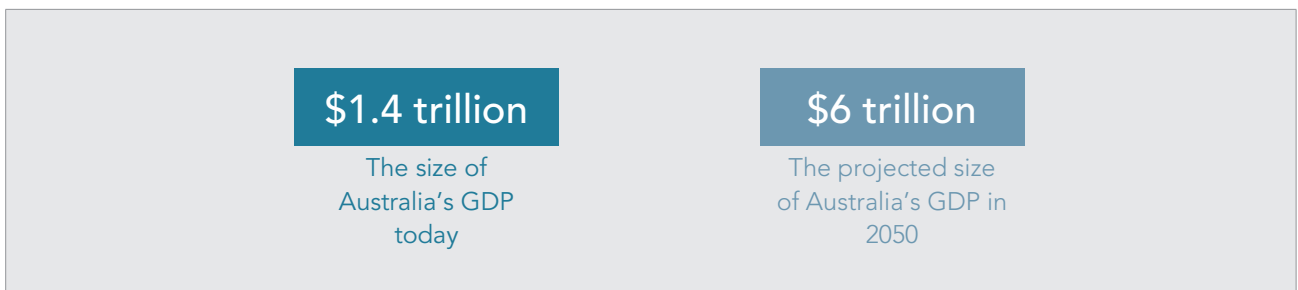 $1.4 trillion
The size of
Australia’s GDP
today
$6 trillion
The projected size
of Australia’s GDP in
2050